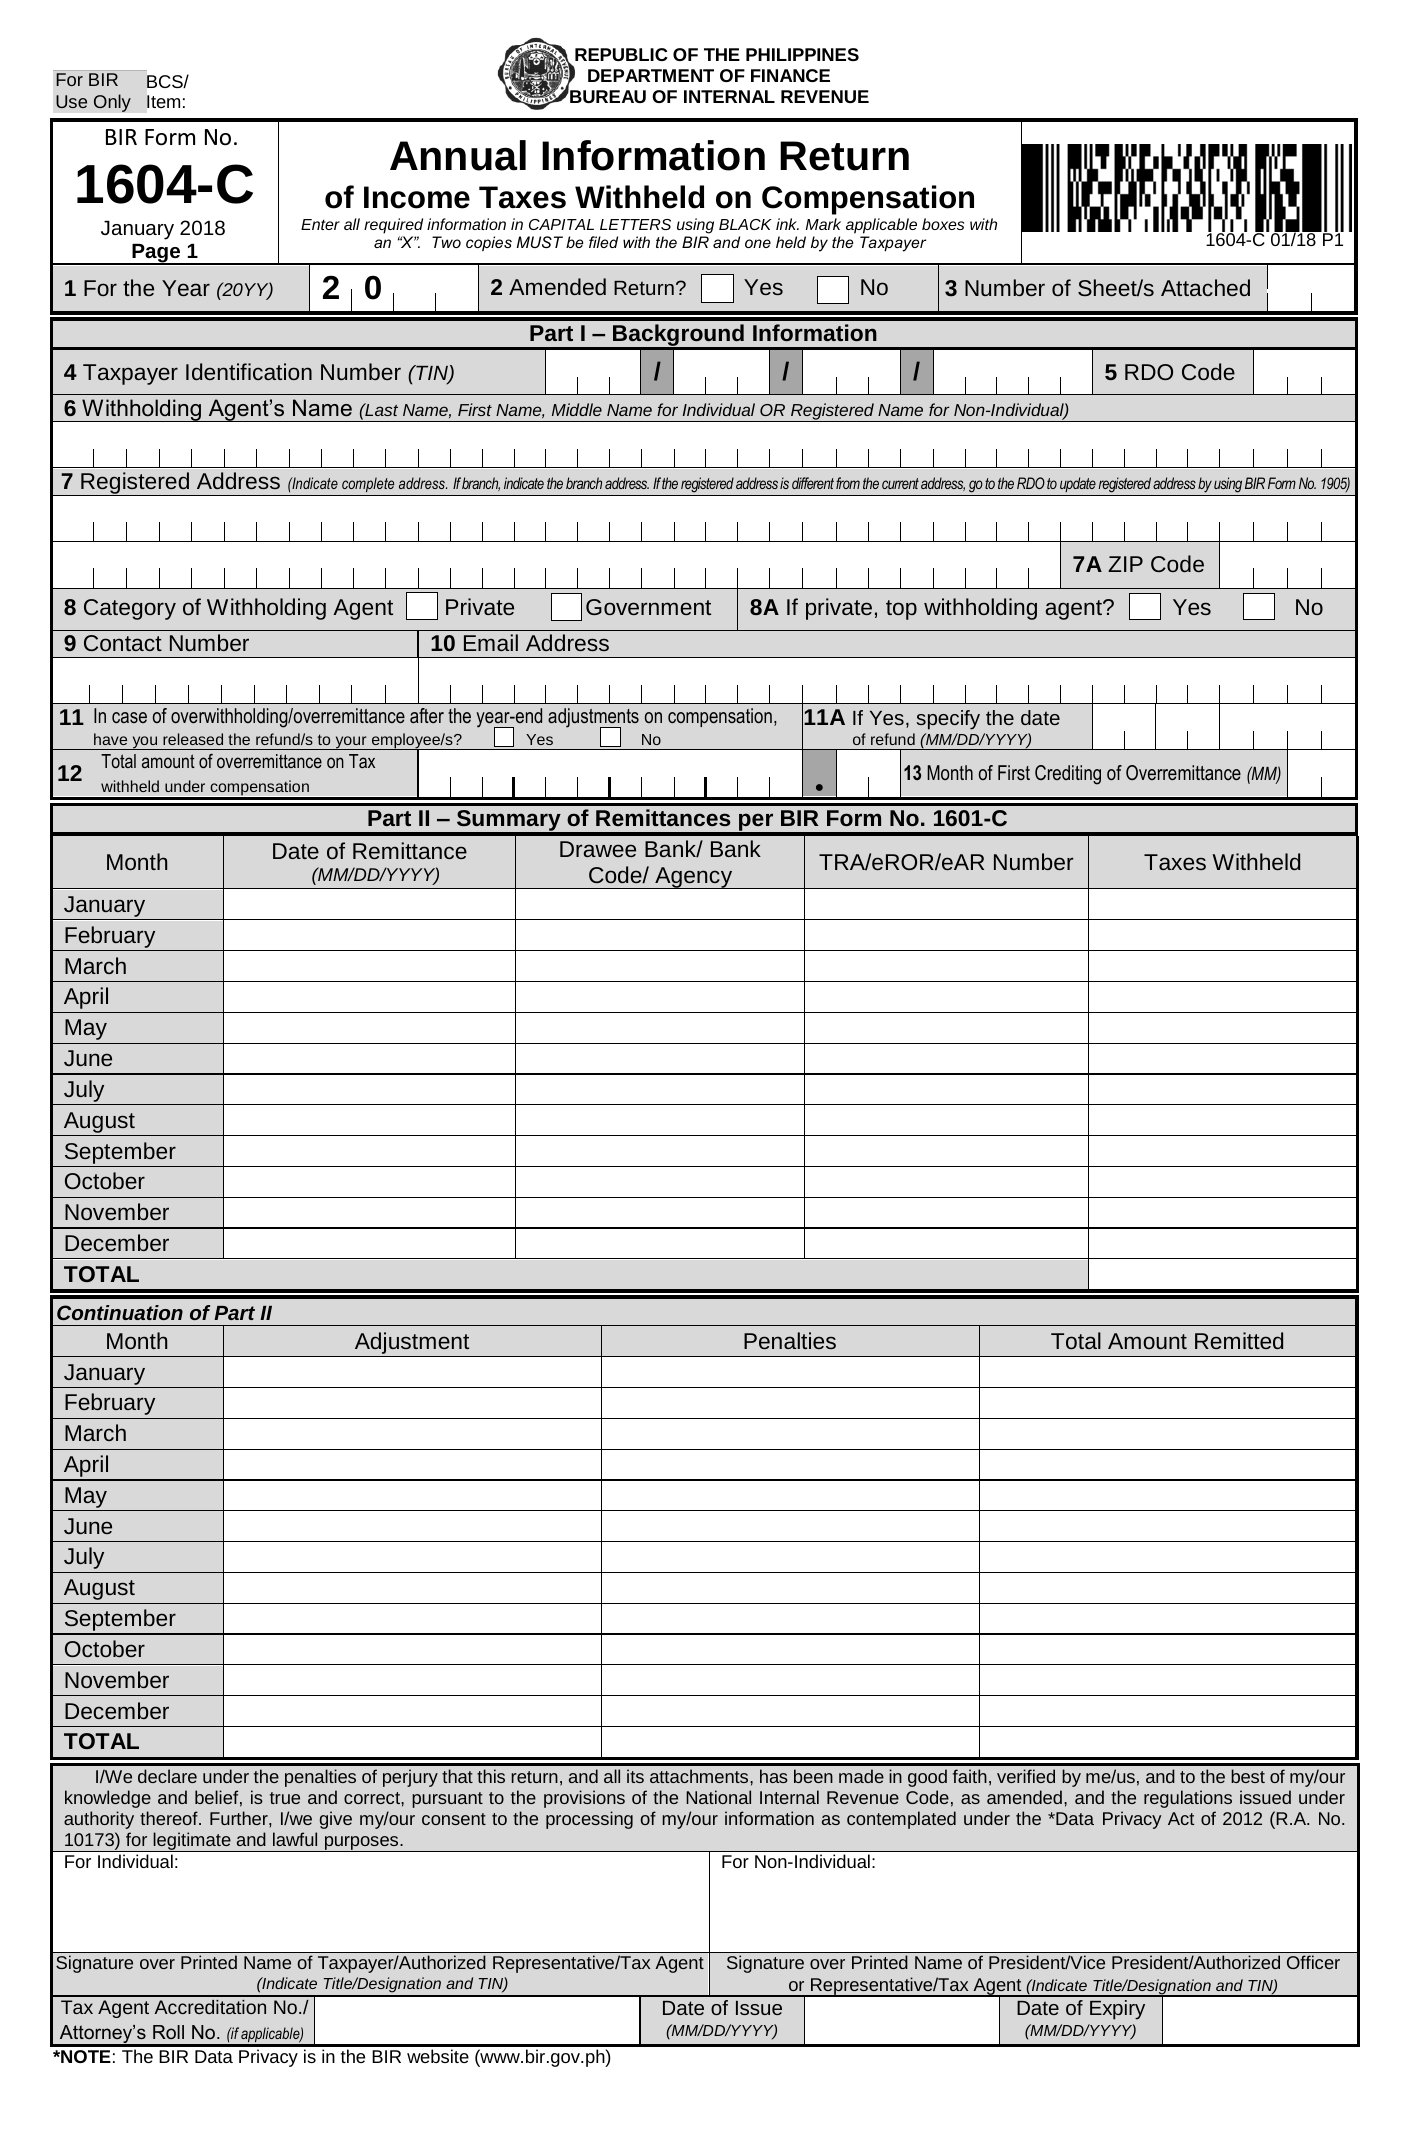 REPUBLIC OF THE PHILIPPINES
DEPARTMENT OF FINANCE
BUREAU OF INTERNAL REVENUE
For BIR
Use Only
BCS/
Item:
BIR Form No.
1604-C
January 2018
Page 1
Annual Information Return
of Income Taxes Withheld on Compensation
Enter all required information in CAPITAL LETTERS using BLACK ink. Mark applicable boxes with
an “X”. Two copies MUST be filed with the BIR and one held by the Taxpayer
1604-C 01/18 P1
1 For the Year (20YY) 2 0 2 Amended Return? Yes No 3 Number of Sheet/s Attached
Part I – Background Information
4 Taxpayer Identification Number (TIN) / / / 5 RDO Code
6 Withholding Agent’s Name (Last Name, First Name, Middle Name for Individual OR Registered Name for Non-Individual)
7 Registered Address (Indicate complete address. If branch, indicate the branch address. If the registered address is different from the current address, go to the RDO to update registered address by using BIR Form No. 1905)
7A ZIP Code
8 Category of Withholding Agent Private Government 8A If private, top withholding agent? Yes No
9 Contact Number 10 Email Address
11 In case of overwithholding/overremittance after the year-end adjustments on compensation,
have you released the refund/s to your employee/s? Yes No
11A If Yes, specify the date
of refund (MM/DD/YYYY)
12 Total amount of overremittance on Tax
withheld under compensation
.
13 Month of First Crediting of Overremittance (MM)
Part II – Summary of Remittances per BIR Form No. 1601-C
Month
Date of Remittance
(MM/DD/YYYY)
Drawee Bank/ Bank
Code/ Agency
TRA/eROR/eAR Number
Taxes Withheld
January
February
March
April
May
June
July
August
September
October
November
December
TOTAL
Continuation of Part II
Month Adjustment Penalties Total Amount Remitted
January
February
March
April
May
June
July
August
September
October
November
December
TOTAL
I/We declare under the penalties of perjury that this return, and all its attachments, has been made in good faith, verified by me/us, and to the best of my/our
knowledge and belief, is true and correct, pursuant to the provisions of the National Internal Revenue Code, as amended, and the regulations issued under
authority thereof. Further, I/we give my/our consent to the processing of my/our information as contemplated under the *Data Privacy Act of 2012 (R.A. No.
10173) for legitimate and lawful purposes.
For Individual:
For Non-Individual:
Signature over Printed Name of Taxpayer/Authorized Representative/Tax Agent
(Indicate Title/Designation and TIN)
Signature over Printed Name of President/Vice President/Authorized Officer
or Representative/Tax Agent (Indicate Title/Designation and TIN)
Tax Agent Accreditation No./
Attorney’s Roll No. (if applicable)
Date of Issue
(MM/DD/YYYY)
Date of Expiry
(MM/DD/YYYY)
*NOTE: The BIR Data Privacy is in the BIR website (www.bir.gov.ph)